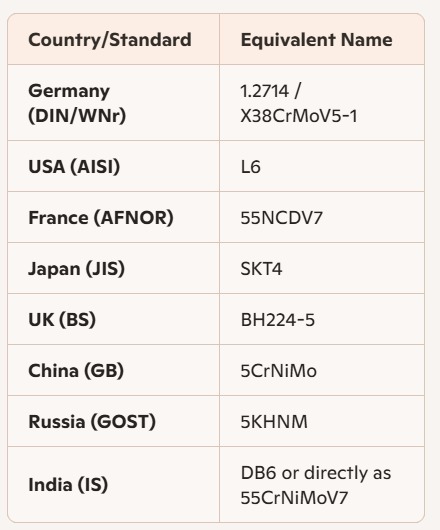 Country/Standard Equivalent Name
Germany
(DIN/WNr)
1.2714 /
X38CrMoV5-1
USA (AISI) L6
France (AFNOR) 55NCDV7
Japan (JIS) SKT4
UK (BS) BH224-5
China (GB) 5CrNiMo
Russia (GOST) 5KHNM
India (IS)
DB6 or directly as
55CrNiMoV7